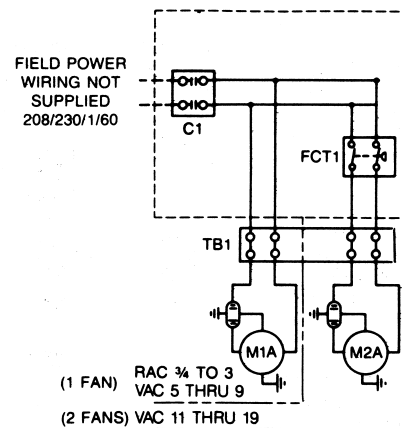 FIELD POWER
WIRING NOT
SUPPLIED
208/230/1/60
C1
FCT1
TB1
M1A
M2A
(1 FAN) RAC ¾ TO 3
VAC 5 THRU 9
(2 FANS) VAC 11 THRU 19